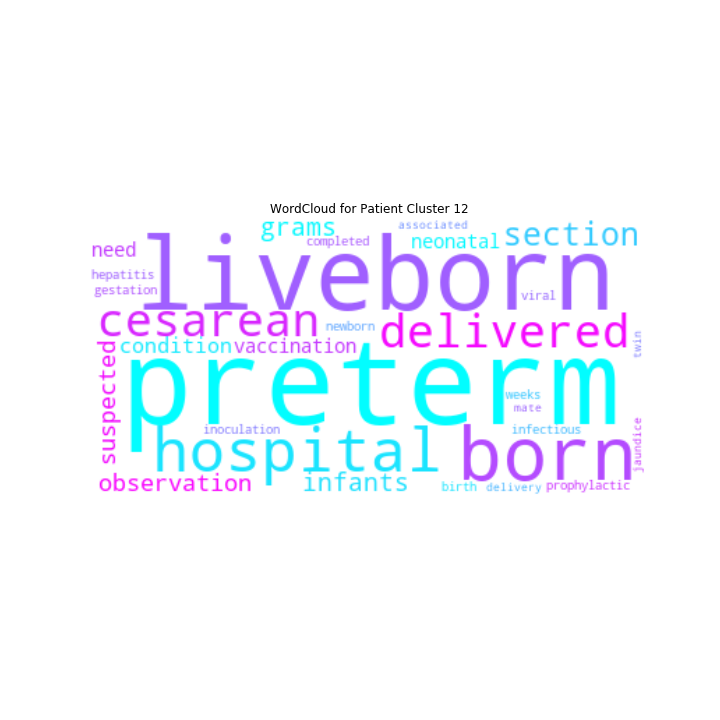 WordCloud for Patient Cluster 12
grams
associated
section
completed
neonatal
need
liveborn
hepatitis
gestation
viral
cesarean
newborn
delivered
condition
vaccination
twin
suspected
preterm
weeks
mate
inoculation
infectious
hospital
born
jaundice
observation
infants
birth
delivery
prophylactic